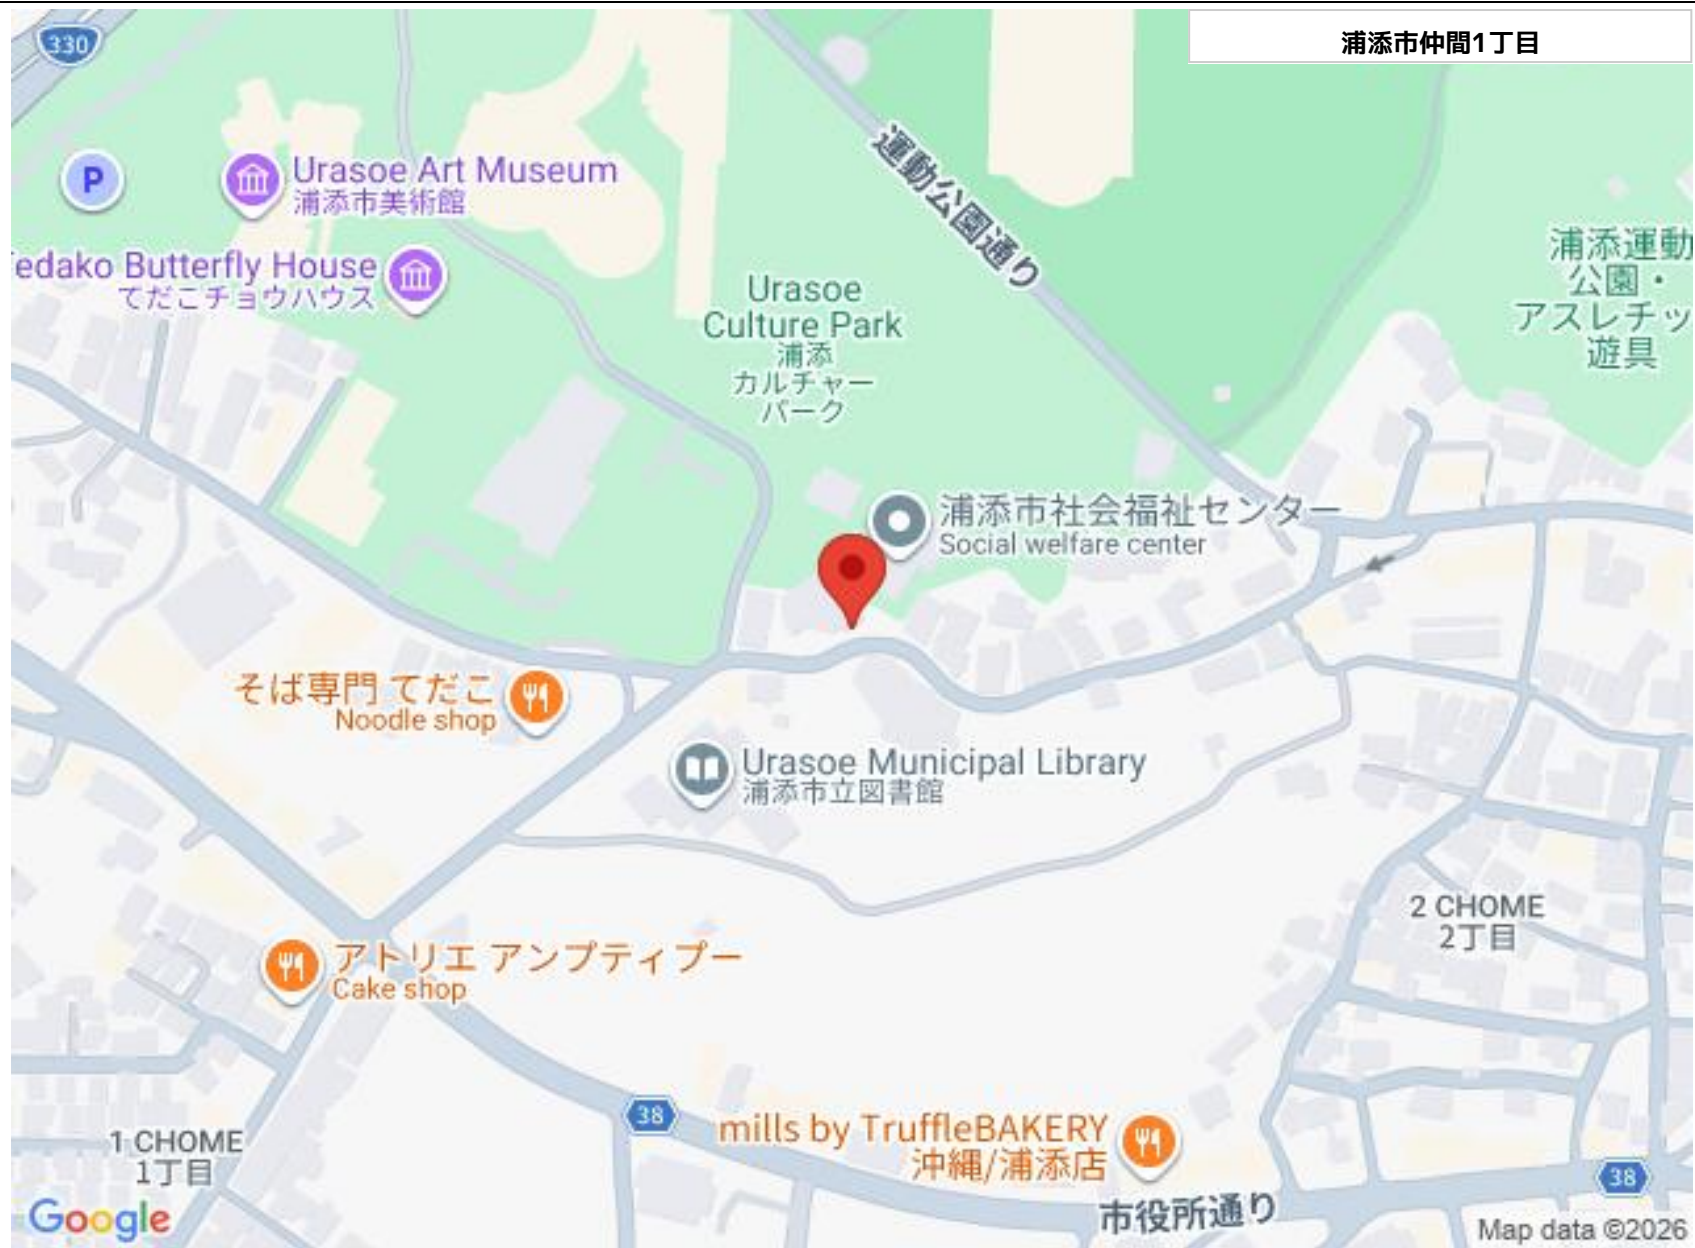 330
浦添市仲間1丁目
P
Urasoe Art Museum
浦添市美術館
運動公園通り
edako Butterfly House
てだこチョウハウス
Urasoe
Culture Park
浦添
カルチャー
パーク
浦添運動
公園・
アスレチッ
遊具
浦添市社会福祉センター
Social welfare center
そば専門 てだこ
Noodle shop
Urasoe Municipal Library
浦添市立図書館
2 CHOME
2丁目
アトリエ アンプティプー
Cake shop
38
mills by TruffleBAKERY
沖縄/浦添店
1 CHOME
1丁目
38
市役所通り
Google
Map data ©2026